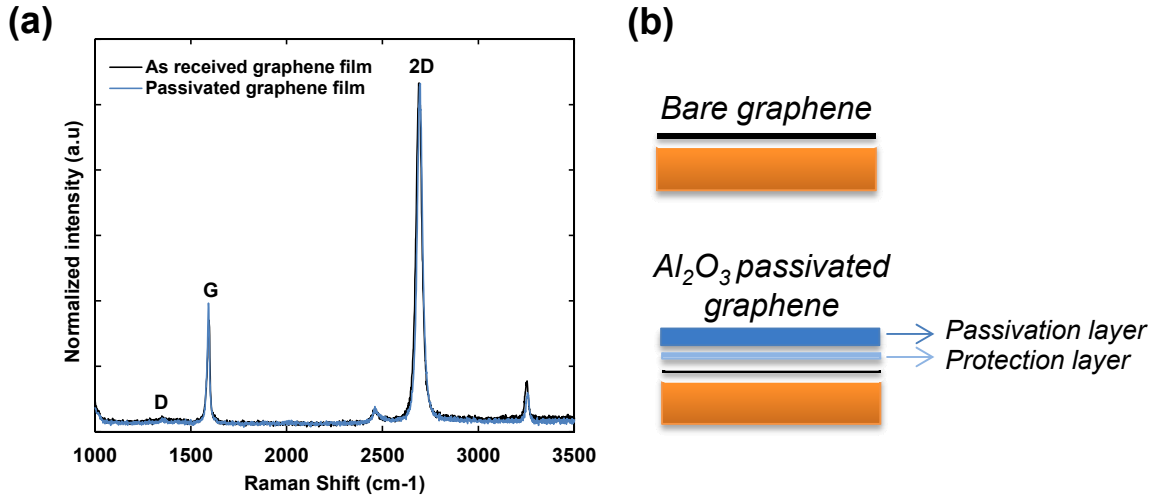 (a)
As received graphene film
Passivated graphene film
2D
G
D
Normalized intensity (a.u)
1000 1500 2000 2500 3000 3500
Raman Shift (cm-1)
(b)
Bare graphene
Al₂O₃ passivated
graphene
Passivation layer
Protection layer